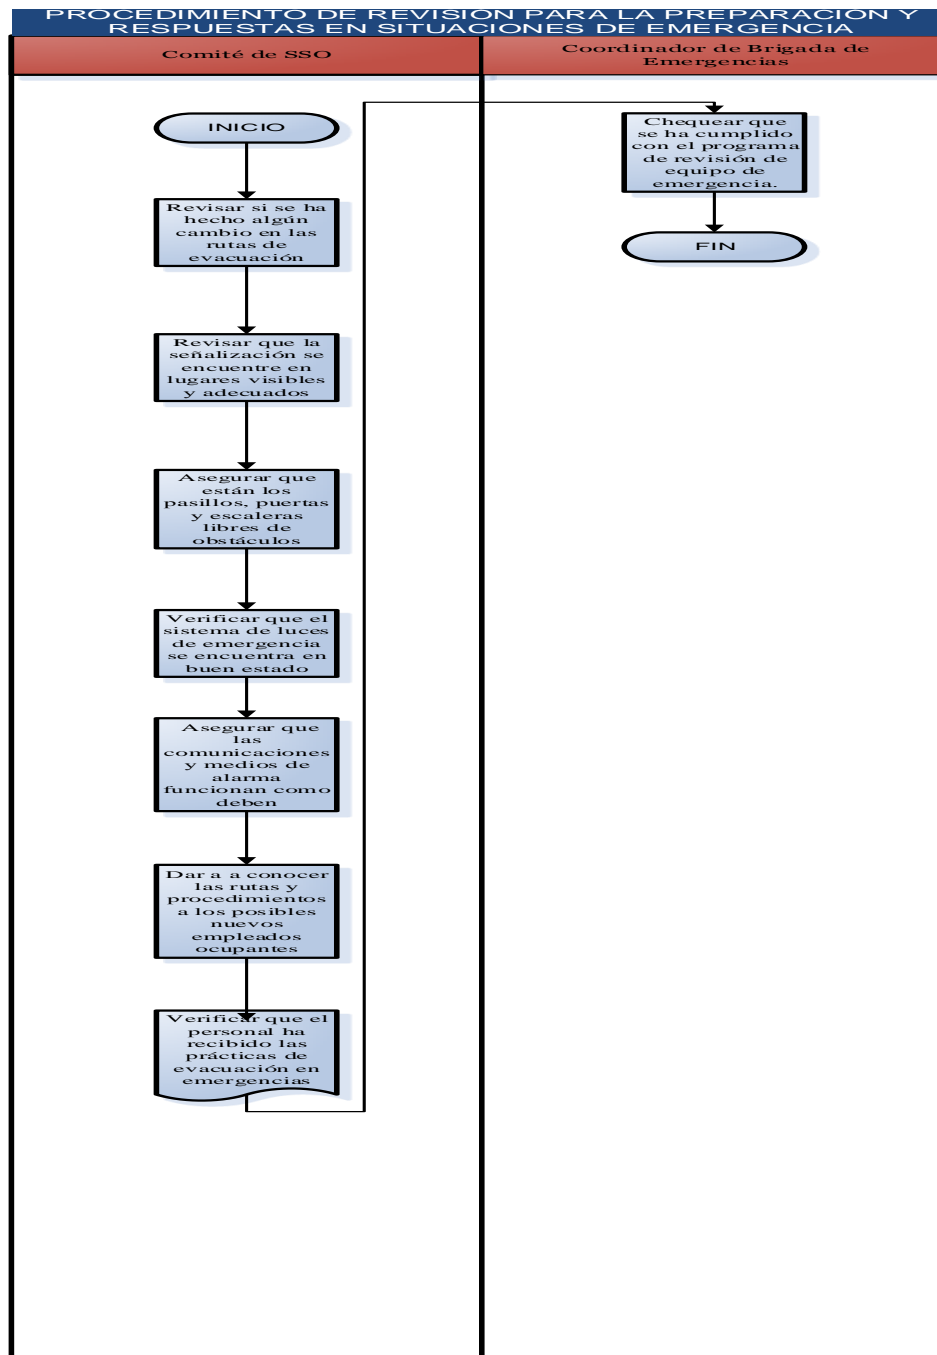 PROCEDIMIENTO DE REVISIÓN PARA LA PREPARACIÓN Y
RESPUESTAS EN SITUACIONES DE EMERGENCIA
Comité de SSO
Coordinador de Brigada de
Emergencias
INICIO
Revisar si se ha
hecho algún
cambio en las
rutas de
evacuación
Revisar que la
señalización se
encuentre en
lugares visibles
y adecuados
Asegurar que
están los
pasillos, puertas
y escaleras
libres de
obstáculos
Verificar que el
sistema de luces
de emergencia
se encuentra en
buen estado
Asegurar que
las
comunicaciones
y medios de
alarma
funcionan como
deben
Dar a a conocer
las rutas y
procedimientos
a los posibles
nuevos
empleados
ocupantes
Verificar que el
personal ha
recibido las
prácticas de
evacuación en
emergencias
Chequear que
se ha cumplido
con el programa
de revisión de
equipo de
emergencia.
FIN